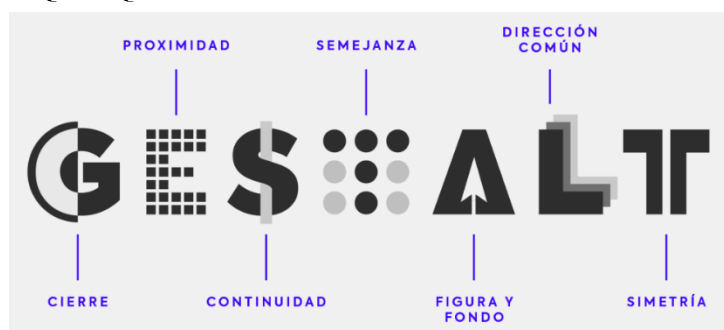 PROXIMIDAD
SEMEJANZA
DIRECCIÓN
COMÚN
GESTALT
CIERRE
CONTINUIDAD
FIGURA Y
FONDO
SIMETRÍA